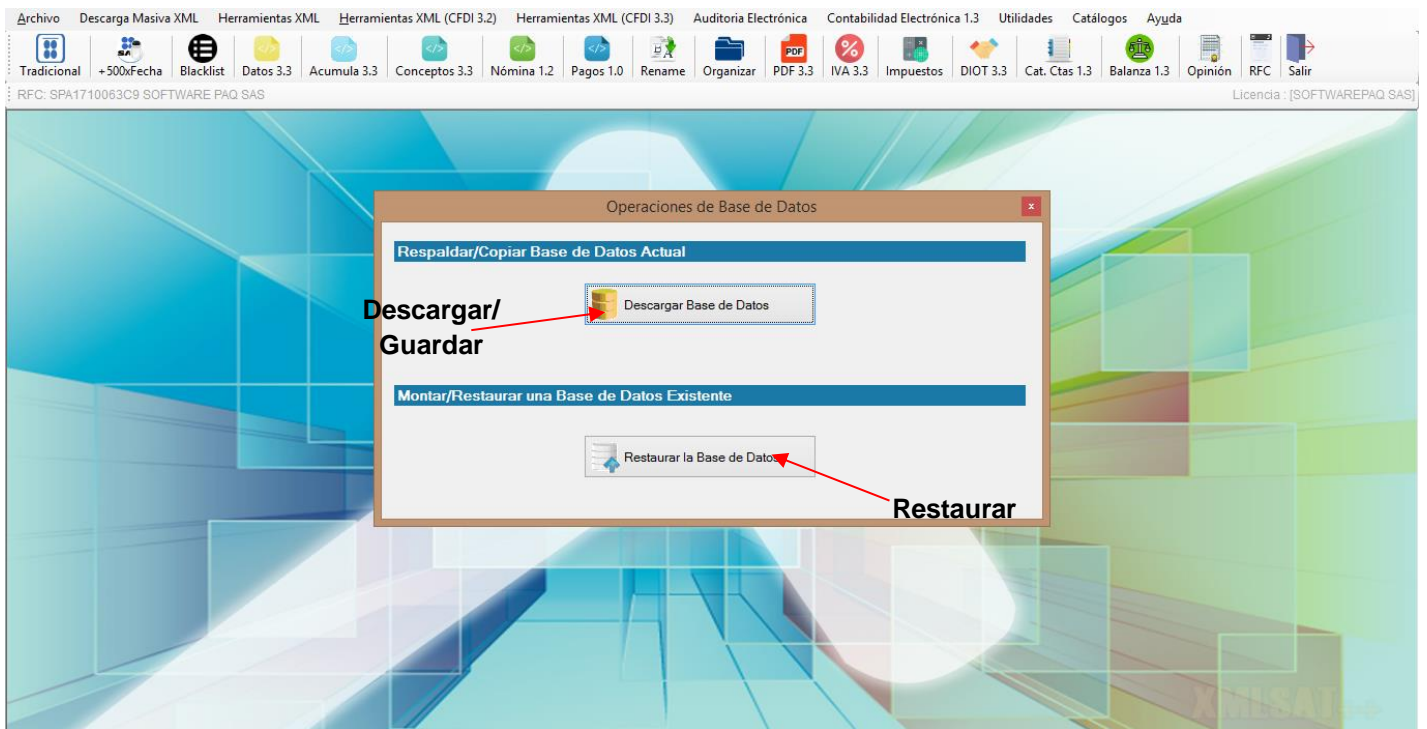 Archivo Descarga Masiva XML Herramientas XML Herramientas XML (CFDI 3.2) Herramientas XML (CFDI 3.3) Auditoria Electrónica Contabilidad Electrónica 1.3 Utilidades Catálogos Ayuda
Tradicional +500xFecha Blacklist Datos 3.3 Acumula 3.3 Conceptos 3.3 Nómina 1.2 Pagos 1.0 Rename Organizar PDF 3.3 IVA 3.3 Impuestos DIOT 3.3 Cat. Ctas 1.3 Balanza 1.3 Opinión RFC Salir
RFC: SPA1710063C9 SOFTWARE PAQ SAS Licencia : [SOFTWAREPAQ SAS]
Operaciones de Base de Datos
Respaldar/Copiar Base de Datos Actual
Descargar Base de Datos
Descargar/
Guardar
Montar/Restaurar una Base de Datos Existente
Restaurar la Base de Datos
Restaurar
XMLSAT